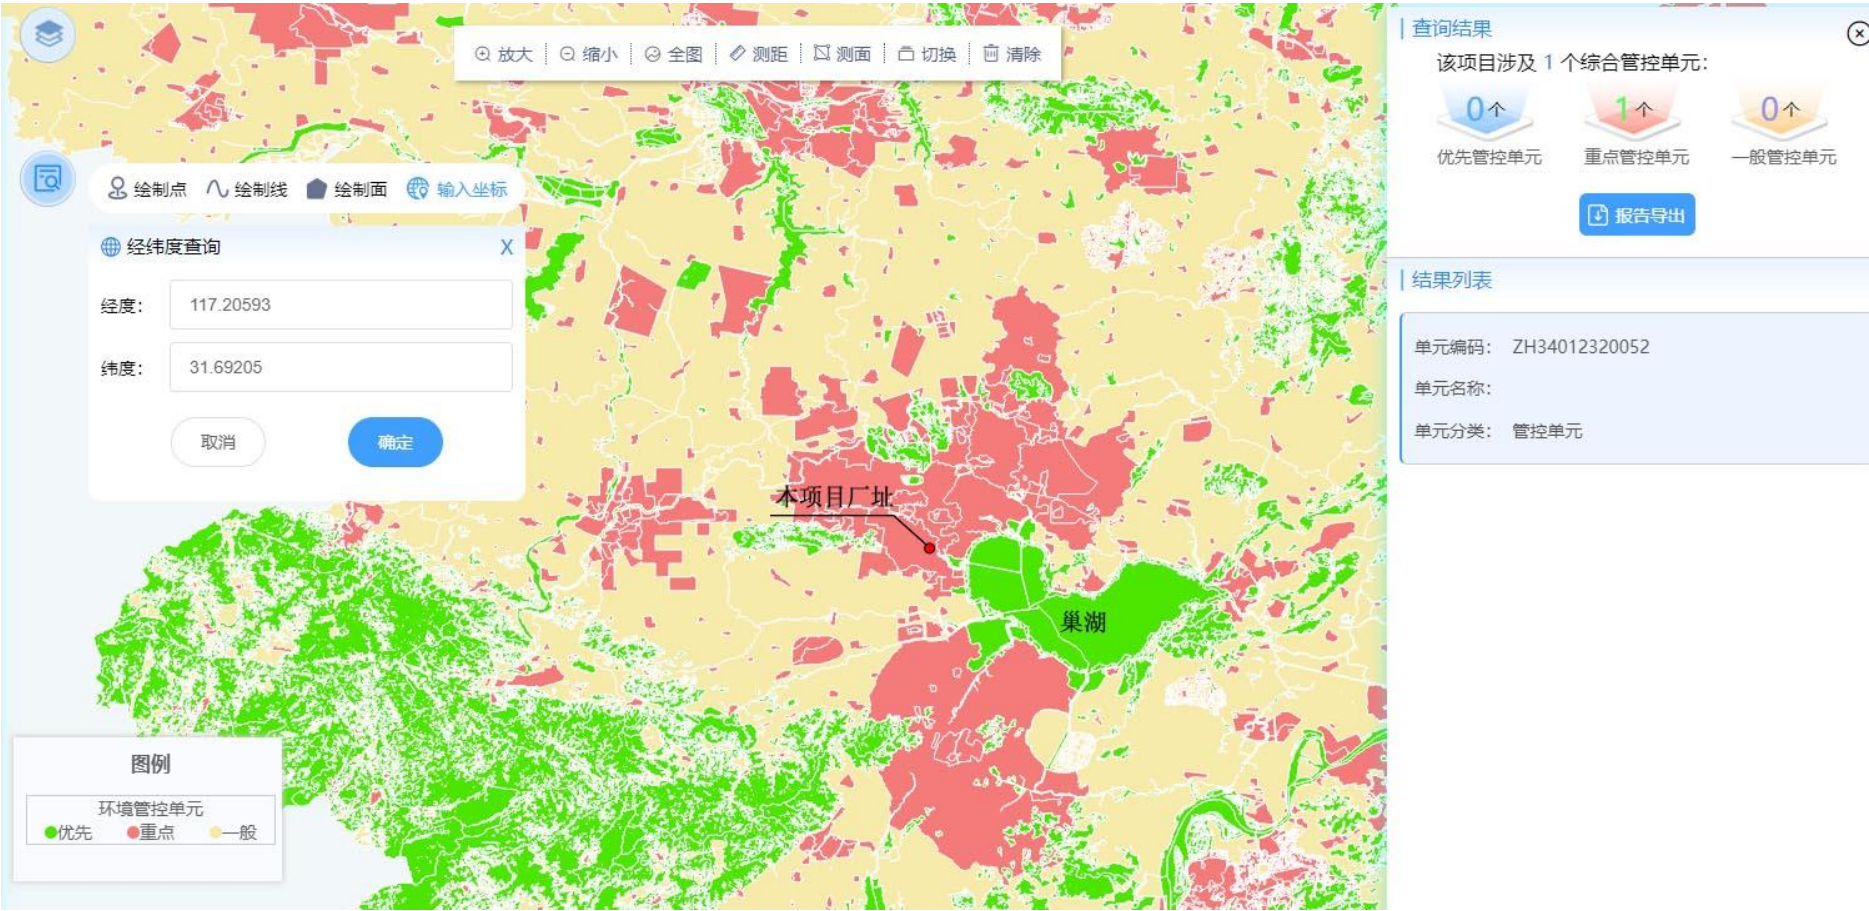 放大 缩小 全图 测距 测面 切换 清除
绘制点 绘制线 绘制面 输入坐标
经纬度查询 X
经度: 117.20593
纬度: 31.69205
取消 确定
本项目厂址
巢湖
图例
环境管控单元
优先 重点 一般
查询结果
该项目涉及 1 个综合管控单元:
0个 1个 0个
优先管控单元 重点管控单元 一般管控单元
报告导出
结果列表
单元编码: ZH34012320052
单元名称:
单元分类: 管控单元